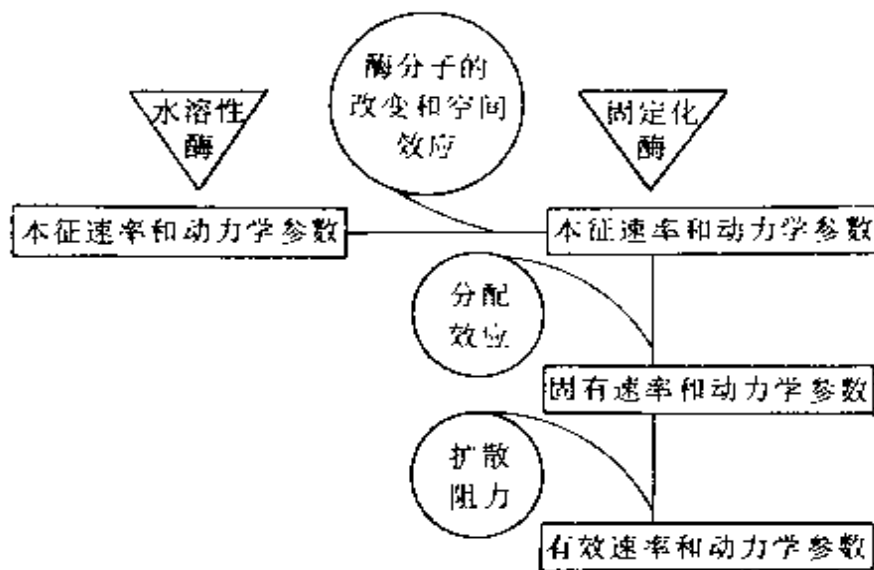 酶分子的
改变和空间
效应
水溶性
酶
固定化
酶
本征速率和动力学参数
本征速率和动力学参数
分配
效应
固有速率和动力学参数
扩散
阻力
有效速率和动力学参数